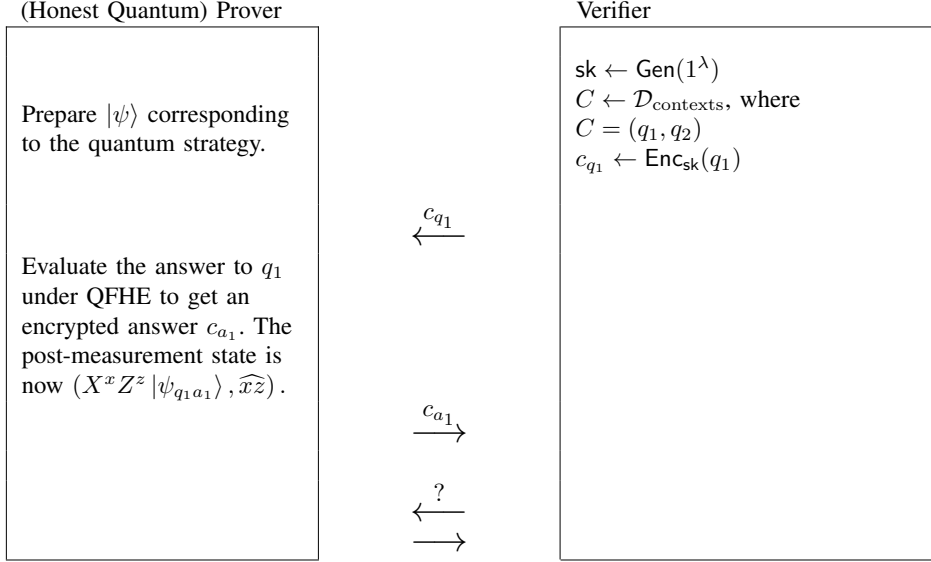 (Honest Quantum) Prover
Verifier
sk ← Gen(1^λ)
C ← 𝒟_contexts, where
C = (q_1, q_2)
c_{q_1} ← Enc_sk(q_1)
Prepare |ψ⟩ corresponding
to the quantum strategy.
c_{q_1}
←
Evaluate the answer to q_1
under QFHE to get an
encrypted answer c_{a_1}. The
post-measurement state is
now (X^x Z^z |ψ_{q_1 a_1}⟩, \widehat{xz}).
c_{a_1}
→
?
←
→